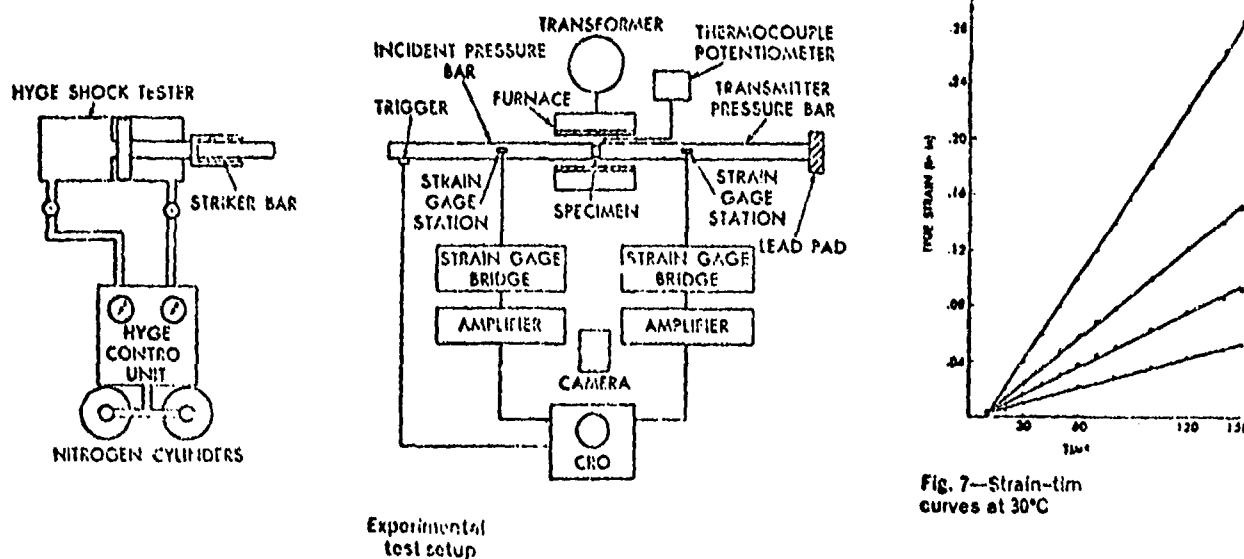 HYGE SHOCK TESTER
STRIKER BAR
HYGE
CONTRO
UNIT
NITROGEN CYLINDERS
TRANSFORMER
INCIDENT PRESSURE
BAR
THERMOCOUPLE
POTENTIOMETER
TRIGGER
FURNACE
TRANSMITTER
PRESSURE BAR
STRAIN
GAGE
STATION
SPECIMEN
STRAIN
GAGE
STATION
LEAD PAD
STRAIN GAGE
BRIDGE
STRAIN GAGE
BRIDGE
AMPLIFIER
AMPLIFIER
CAMERA
CRO
Experimental
test setup
.24
.20
.16
.12
.08
.04
STRAIN
30
60
120
Fig. 7—Strain-tim
curves at 30°C